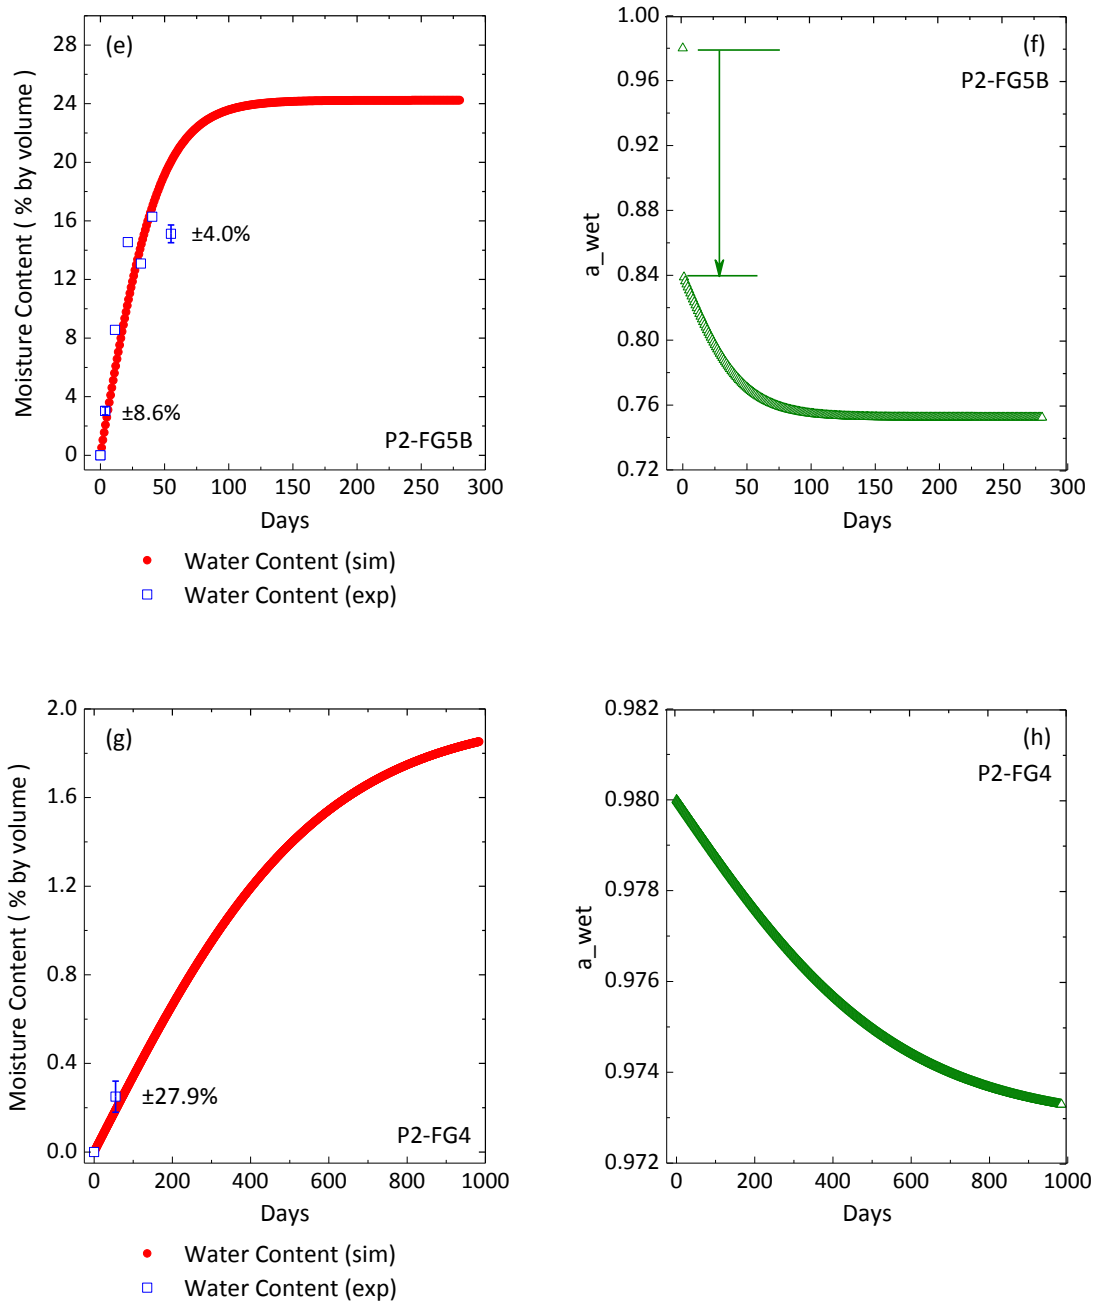 (e)
Moisture Content ( % by volume )
28
24
20
16
12
8
4
0
±4.0%
±8.6%
P2-FG5B
0 50 100 150 200 250 300
Days
Water Content (sim)
Water Content (exp)
(f)
P2-FG5B
a_wet
1.00
0.96
0.92
0.88
0.84
0.80
0.76
0.72
0 50 100 150 200 250 300
Days
(g)
Moisture Content ( % by volume )
2.0
1.6
1.2
0.8
0.4
0.0
±27.9%
P2-FG4
0 200 400 600 800 1000
Days
Water Content (sim)
Water Content (exp)
(h)
P2-FG4
a_wet
0.982
0.980
0.978
0.976
0.974
0.972
0 200 400 600 800 1000
Days